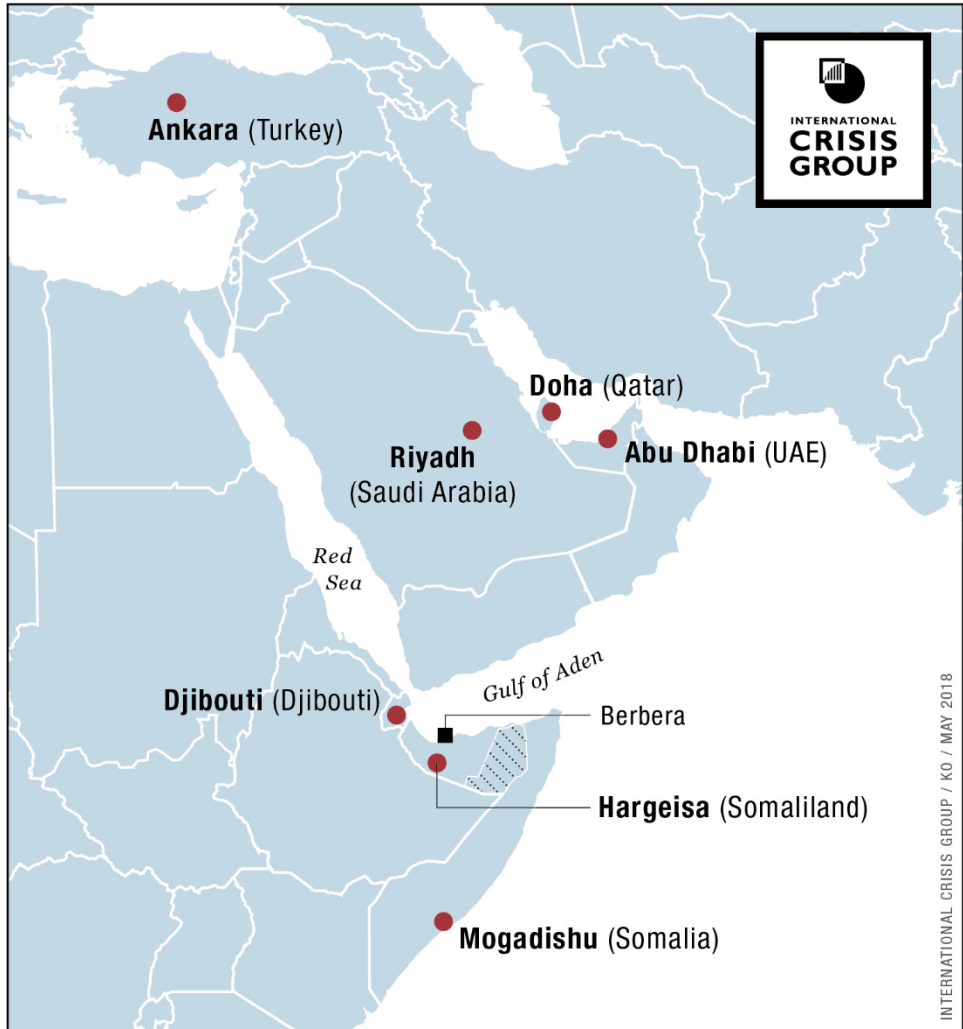 INTERNATIONAL
CRISIS
GROUP
Ankara (Turkey)
Doha (Qatar)
Abu Dhabi (UAE)
Riyadh
(Saudi Arabia)
Red
Sea
Gulf of Aden
Djibouti (Djibouti)
Berbera
Hargeisa (Somaliland)
Mogadishu (Somalia)
INTERNATIONAL CRISIS GROUP / KO / MAY 2018